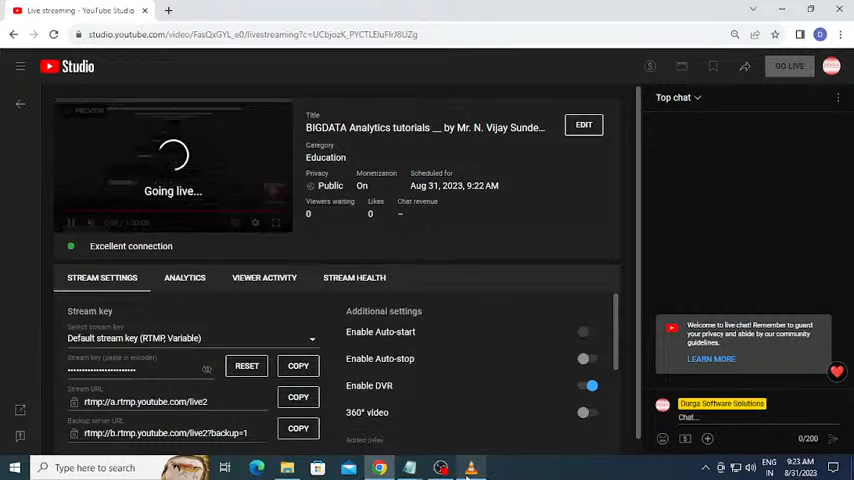 Live streaming - YouTube Studio
studio.youtube.com/video/FasQxGYL_e0/livestreaming?c=UCbjozK_PYCTLEluFIrJ8UZg
D
Studio
GO LIVE
PREVIEW
Going live...
Title
BIGDATA Analytics tutorials __ by Mr. N. Vijay Sunde...
EDIT
Category
Education
Privacy Monetization Scheduled for
Public On Aug 31, 2023, 9:22 AM
Viewers waiting Likes Chat revenue
0 0 –
Excellent connection
STREAM SETTINGS ANALYTICS VIEWER ACTIVITY STREAM HEALTH
Stream key
Select stream key
Default stream key (RTMP, Variable)
Stream key (paste in encoder)
RESET COPY
Stream URL
rtmp://a.rtmp.youtube.com/live2
COPY
Backup server URL
rtmp://b.rtmp.youtube.com/live2?backup=1
COPY
Additional settings
Enable Auto-start
Enable Auto-stop
Enable DVR
360° video
Added delay
Top chat
Welcome to live chat! Remember to guard
your privacy and abide by our community
guidelines.
LEARN MORE
Durga Software Solutions
Chat...
0/200
Type here to search
ENG
IN
9:23 AM
8/31/2023